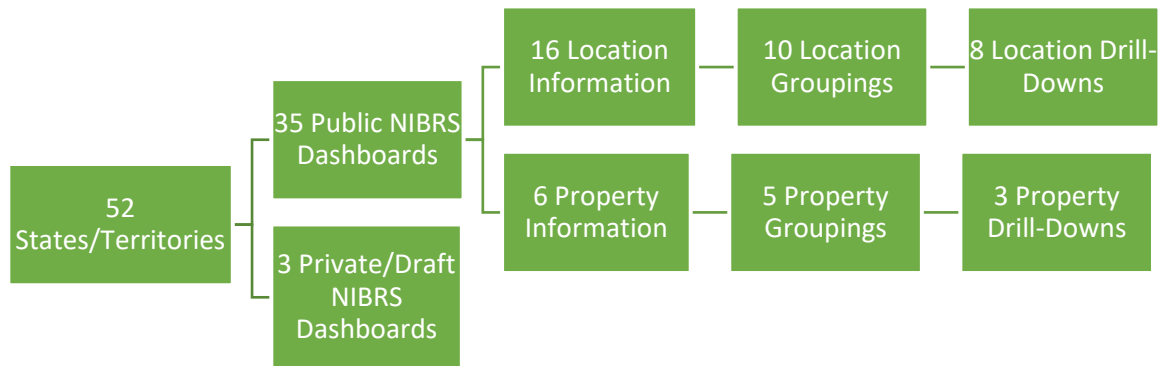 52
States/Territories
35 Public NIBRS
Dashboards
3 Private/Draft
NIBRS
Dashboards
16 Location
Information
10 Location
Groupings
8 Location Drill-
Downs
6 Property
Information
5 Property
Groupings
3 Property
Drill-Downs